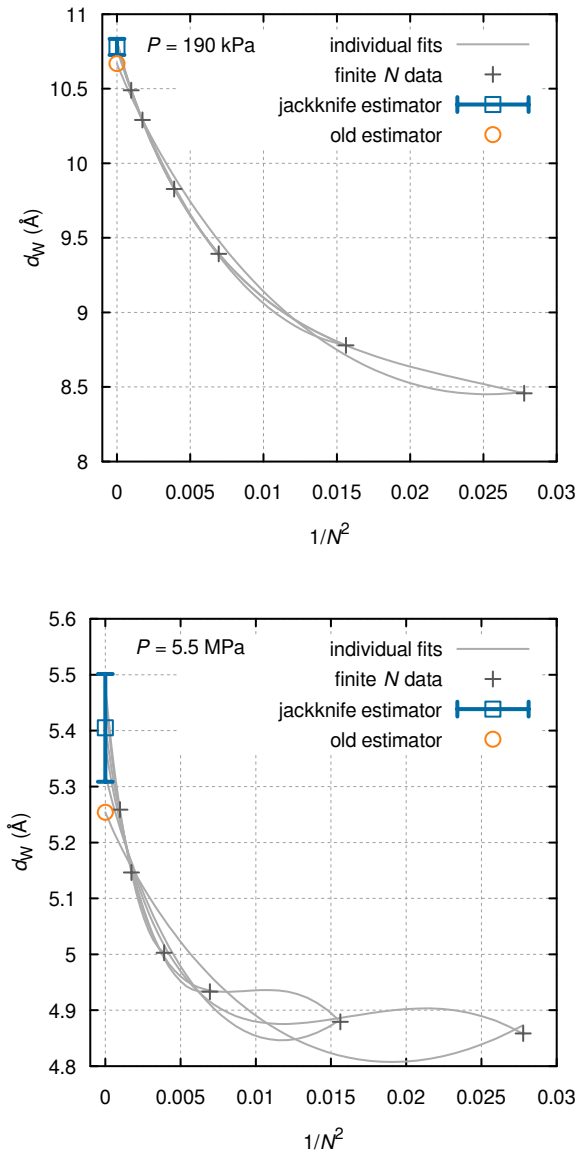 11
10.5
10
9.5
9
8.5
8
d_W (Å)
P = 190 kPa
individual fits
finite N data
jackknife estimator
old estimator
0 0.005 0.01 0.015 0.02 0.025 0.03
1/N²
5.6
5.5
5.4
5.3
5.2
5.1
5
4.9
4.8
d_W (Å)
P = 5.5 MPa
individual fits
finite N data
jackknife estimator
old estimator
0 0.005 0.01 0.015 0.02 0.025 0.03
1/N²